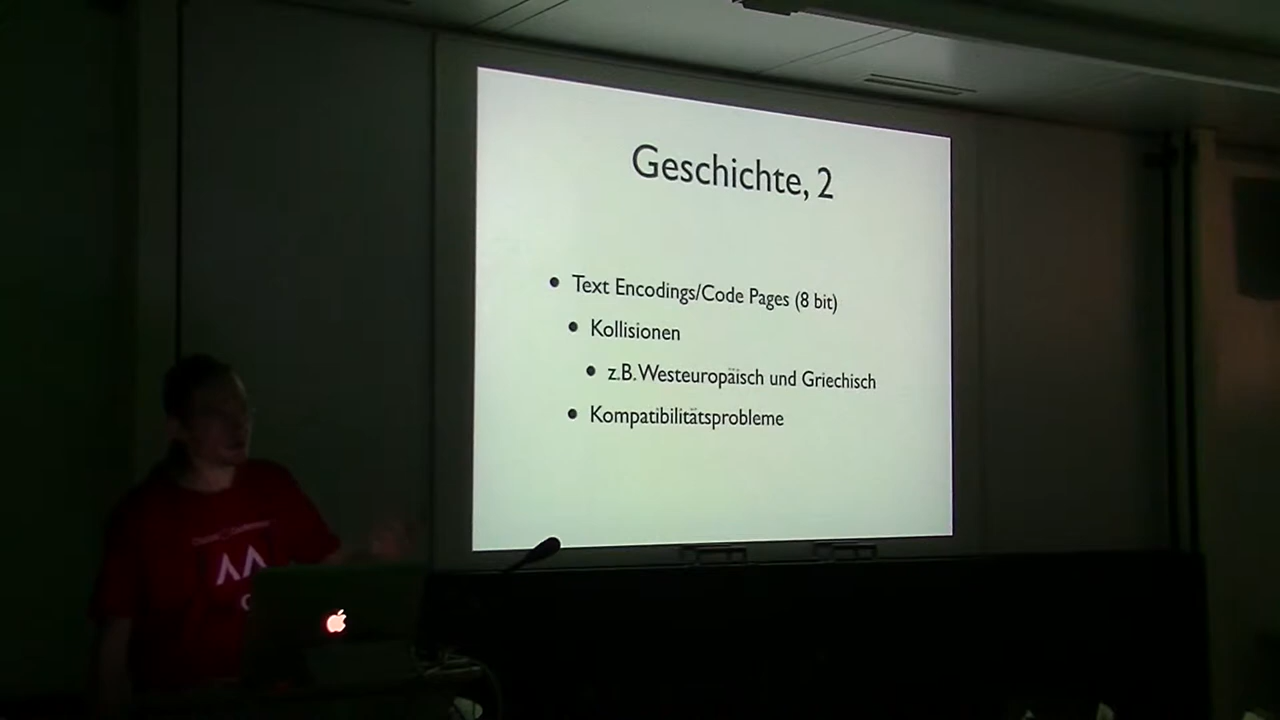 Geschichte, 2
• Text Encodings/Code Pages (8 bit)
• Kollisionen
• z.B. Westeuropäisch und Griechisch
• Kompatibilitätsprobleme